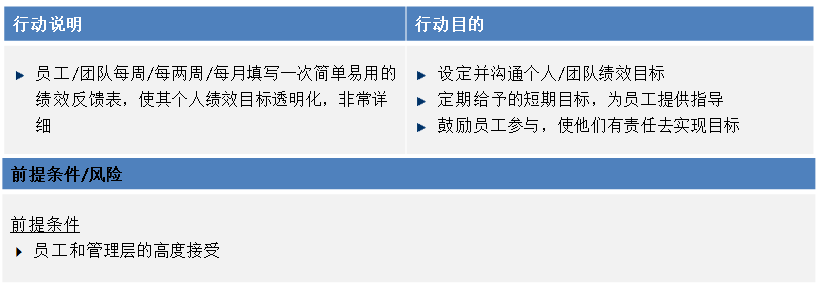 行动说明
行动目的
员工/团队每周/每两周/每月填写一次简单易用的
绩效反馈表，使其个人绩效目标透明化，非常详
细
设定并沟通个人/团队绩效目标
定期给予的短期目标，为员工提供指导
鼓励员工参与，使他们有责任去实现目标
前提条件/风险
前提条件
员工和管理层的高度接受